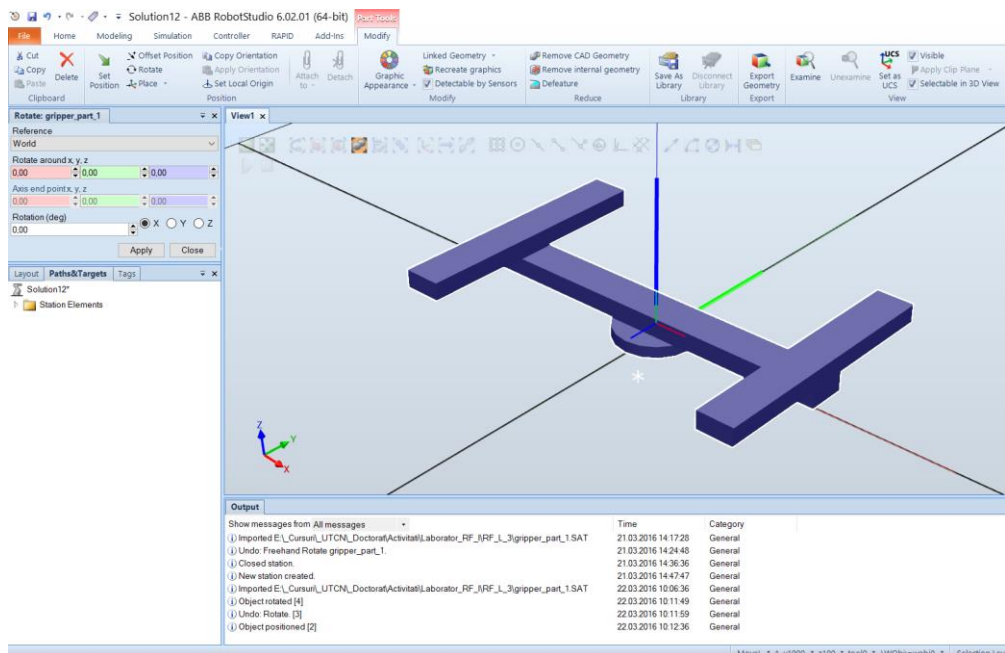 Solution12 - ABB RobotStudio 6.02.01 (64-bit)
Part Tools
File Home Modeling Simulation Controller RAPID Add-Ins Modify
Cut
Copy
Paste
Delete
Clipboard
Set Position
Offset Position
Rotate
Place
Copy Orientation
Apply Orientation
Set Local Origin
Attach to
Detach
Position
Graphic Appearance
Linked Geometry
Recreate graphics
Detectable by Sensors
Modify
Remove CAD Geometry
Remove internal geometry
Defeature
Reduce
Save As Library
Disconnect Library
Library
Export Geometry
Export
Examine
Unexamine
UCS
Set as UCS
Visible
Apply Clip Plane
Selectable in 3D View
View
Rotate: gripper_part_1
Reference
World
Rotate around x, y, z
0,00 0,00 0,00
Axis end point x, y, z
0,00 0,00 0,00
Rotation (deg)
0,00 X Y Z
Apply Close
Layout Paths&Targets Tags
Solution12*
Station Elements
View1
Z
Y
X
Output
Show messages from All messages Time Category
Imported E:\_Cursuri\_UTCN\_Doctorat\Activitati\Laborator_RF_I\RF_L_3\gripper_part_1.SAT 21.03.2016 14:17:28 General
Undo: Freehand Rotate gripper_part_1. 21.03.2016 14:24:48 General
Closed station. 21.03.2016 14:36:36 General
New station created. 21.03.2016 14:47:47 General
Imported E:\_Cursuri\_UTCN\_Doctorat\Activitati\Laborator_RF_I\RF_L_3\gripper_part_1.SAT 22.03.2016 10:06:36 General
Object rotated [4] 22.03.2016 10:11:49 General
Undo: Rotate. [3] 22.03.2016 10:11:59 General
Object positioned [2] 22.03.2016 10:12:36 General